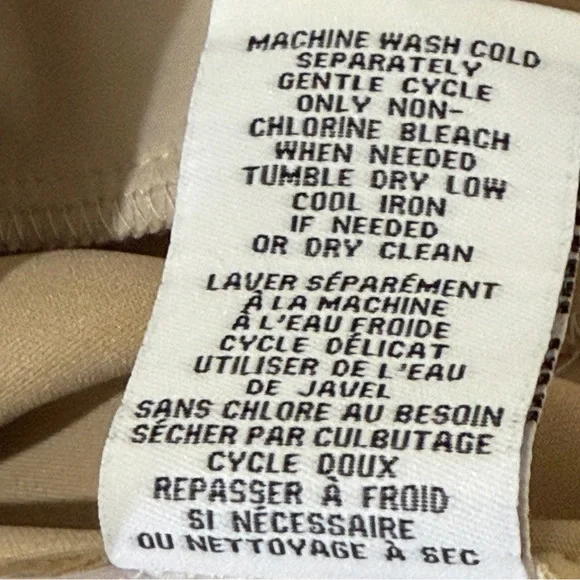 MACHINE WASH COLD
SEPARATELY
GENTLE CYCLE
ONLY NON-
CHLORINE BLEACH
WHEN NEEDED
TUMBLE DRY LOW
COOL IRON
IF NEEDED
OR DRY CLEAN
LAVER SÉPARÉMENT
À LA MACHINE
À L'EAU FROIDE
CYCLE DÉLICAT
UTILISER DE L'EAU
DE JAVEL
SANS CHLORE AU BESOIN
SÉCHER PAR CULBUTAGE
CYCLE DOUX
REPASSER À FROID
SI NÉCESSAIRE
OU NETTOYAGE À SEC